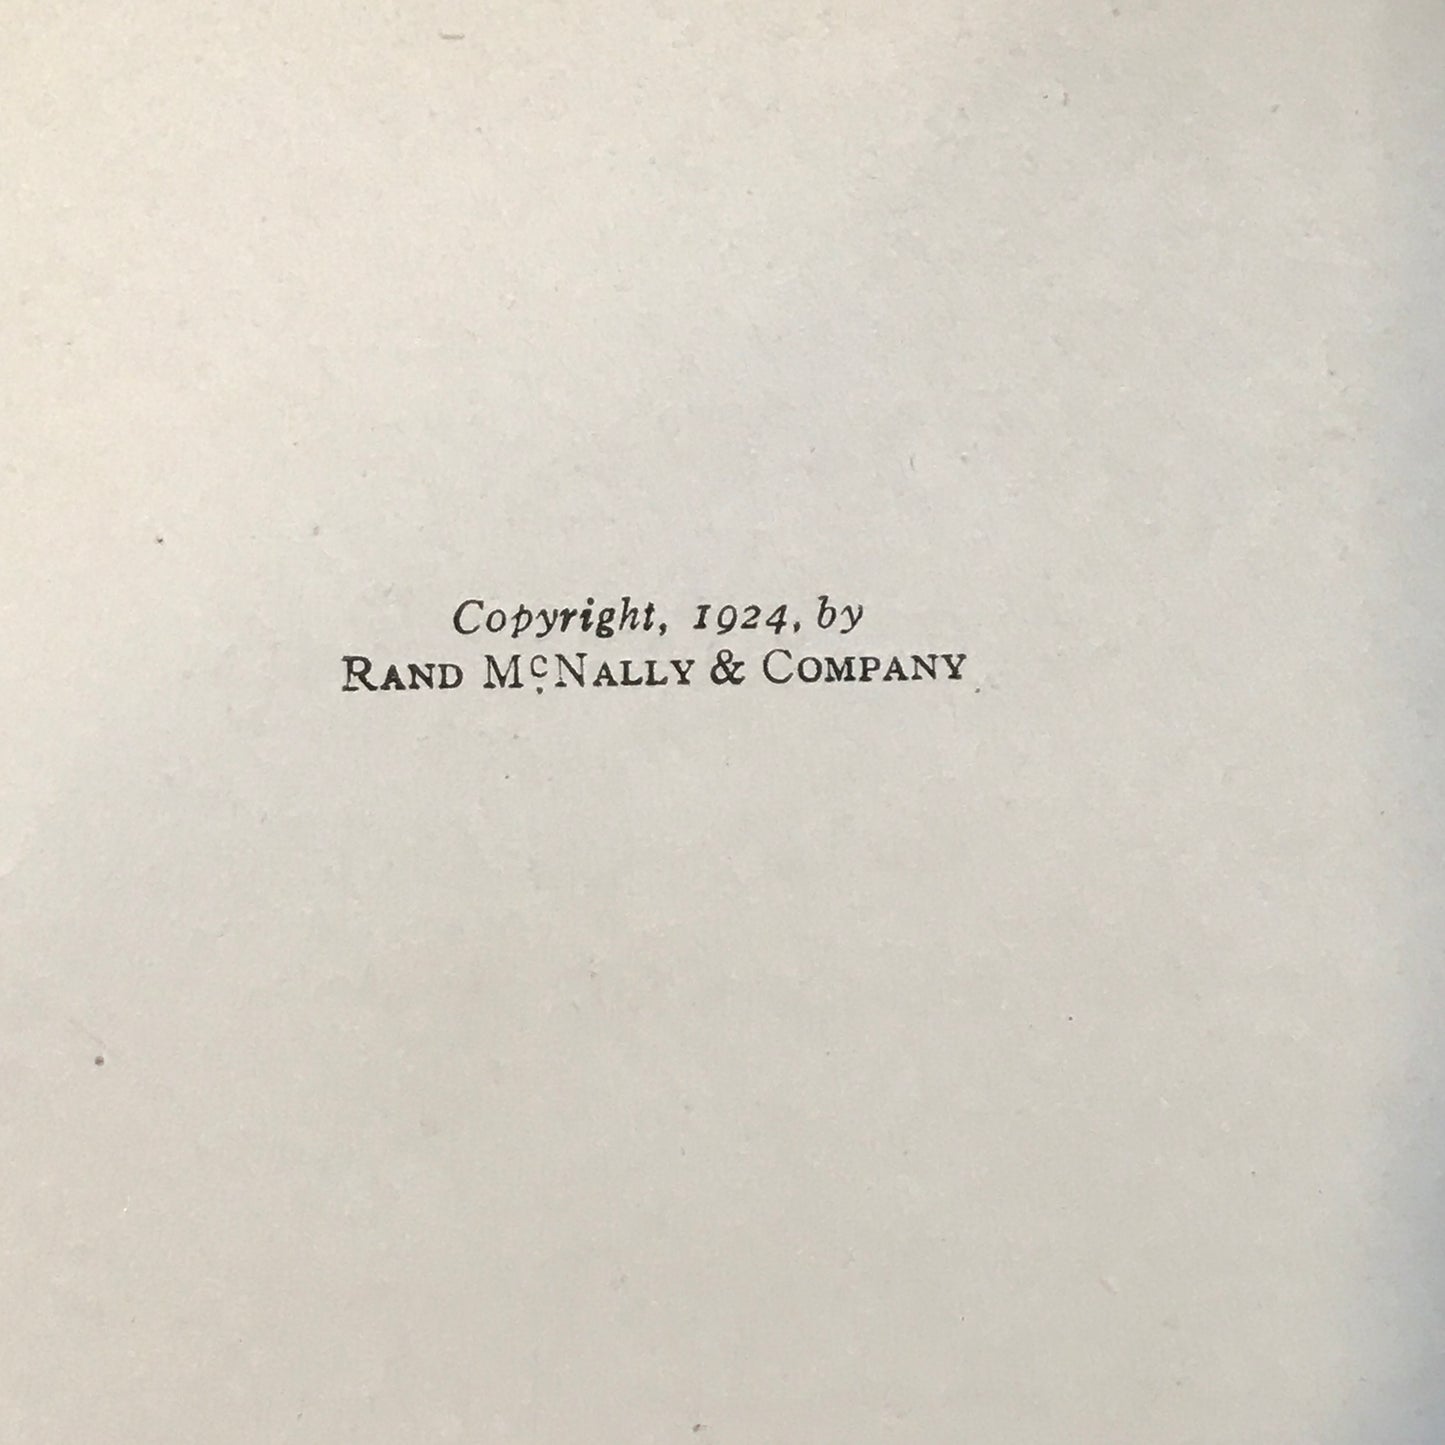 Copyright, 1924, by
RAND MCNALLY & COMPANY